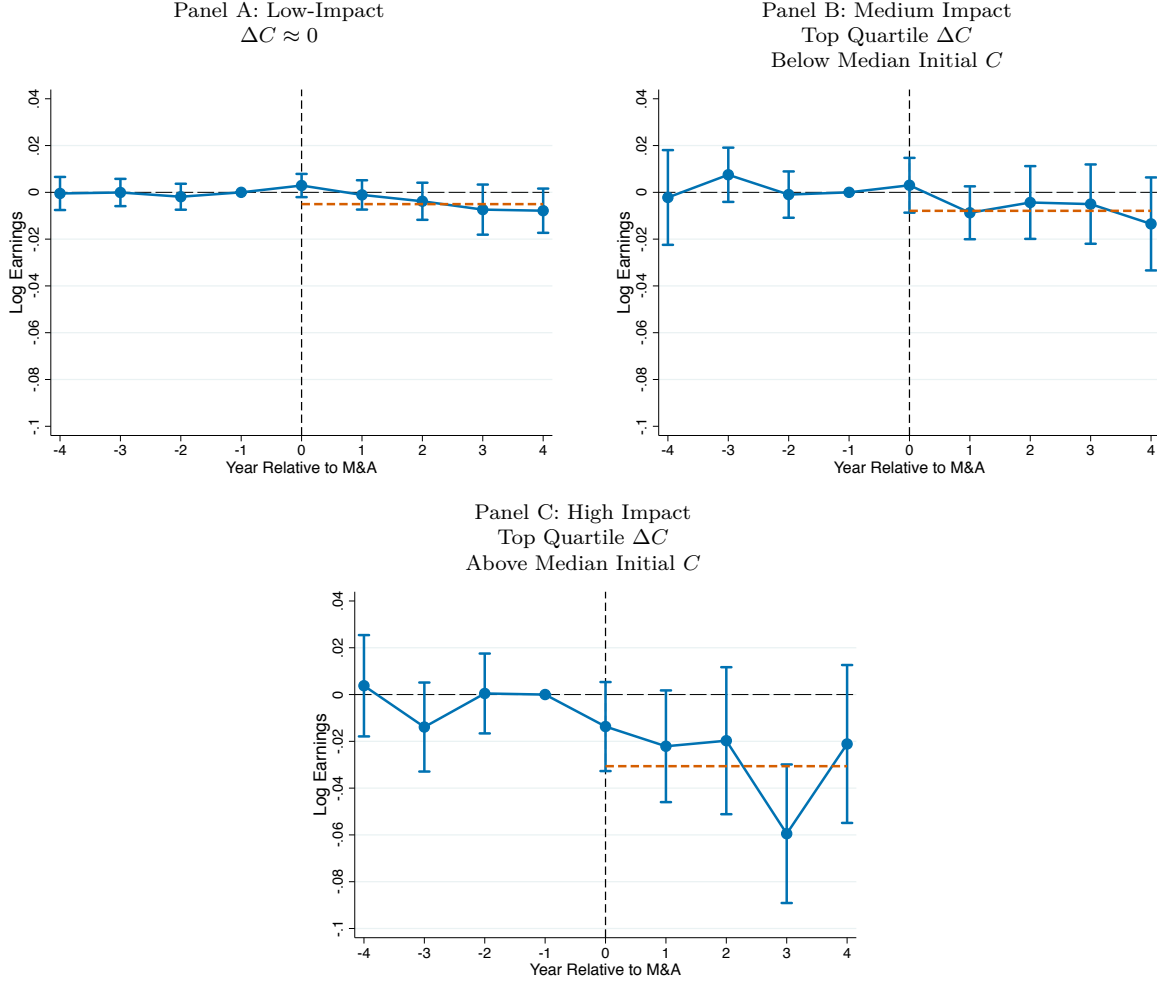 Panel A: Low-Impact
ΔC ≈ 0
.04
.02
0
-.02
-.04
-.06
-.08
-.1
Log Earnings
-4 -3 -2 -1 0 1 2 3 4
Year Relative to M&A
Panel B: Medium Impact
Top Quartile ΔC
Below Median Initial C
.04
.02
0
-.02
-.04
-.06
-.08
-.1
Log Earnings
-4 -3 -2 -1 0 1 2 3 4
Year Relative to M&A
Panel C: High Impact
Top Quartile ΔC
Above Median Initial C
.04
.02
0
-.02
-.04
-.06
-.08
-.1
Log Earnings
-4 -3 -2 -1 0 1 2 3 4
Year Relative to M&A